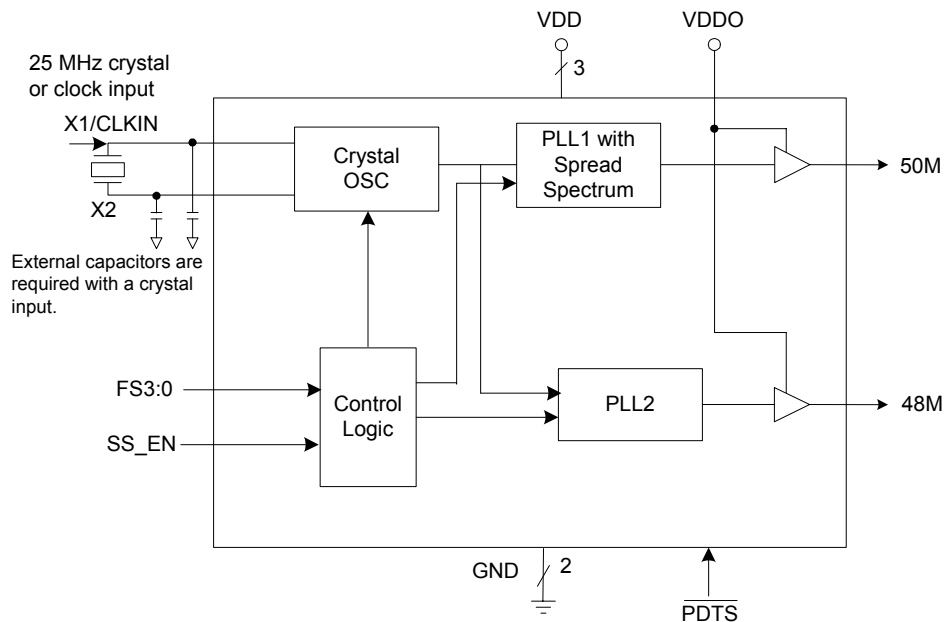 VDD
VDDO
3
25 MHz crystal
or clock input
X1/CLKIN
X2
External capacitors are
required with a crystal
input.
Crystal
OSC
PLL1 with
Spread
Spectrum
50M
FS3:0
SS_EN
Control
Logic
PLL2
48M
GND
2
PDTS